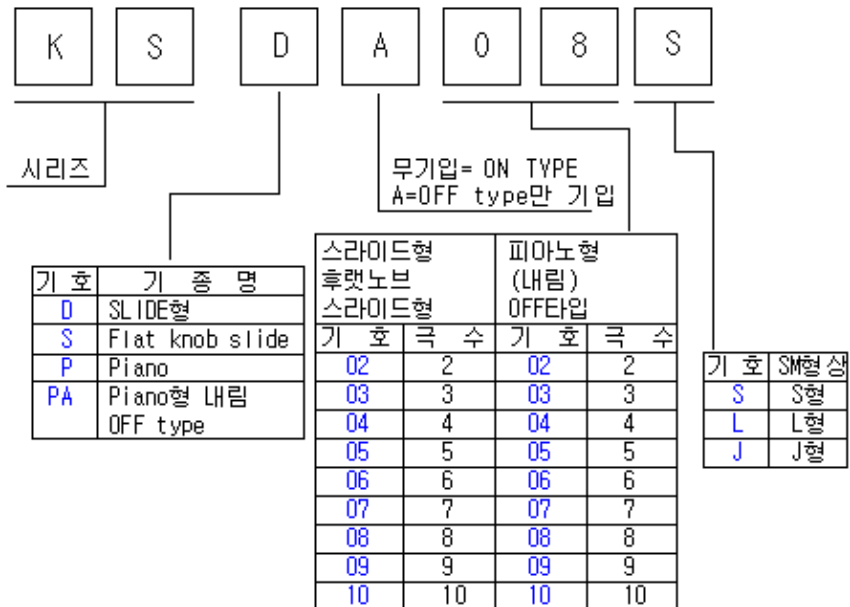 K S D A 0 8 S
시리즈
무기입= ON TYPE
A=OFF type만 기입
기 호 기 종 명
D SLIDE형
S Flat knob slide
P Piano
PA Piano형 내림
OFF type
스라이드형 피아노형
후랫노브 (내림)
스라이드형 OFF타입
기 호 극 수 기 호 극 수
02 2 02 2
03 3 03 3
04 4 04 4
05 5 05 5
06 6 06 6
07 7 07 7
08 8 08 8
09 9 09 9
10 10 10 10
기 호 SM형상
S S형
L L형
J J형